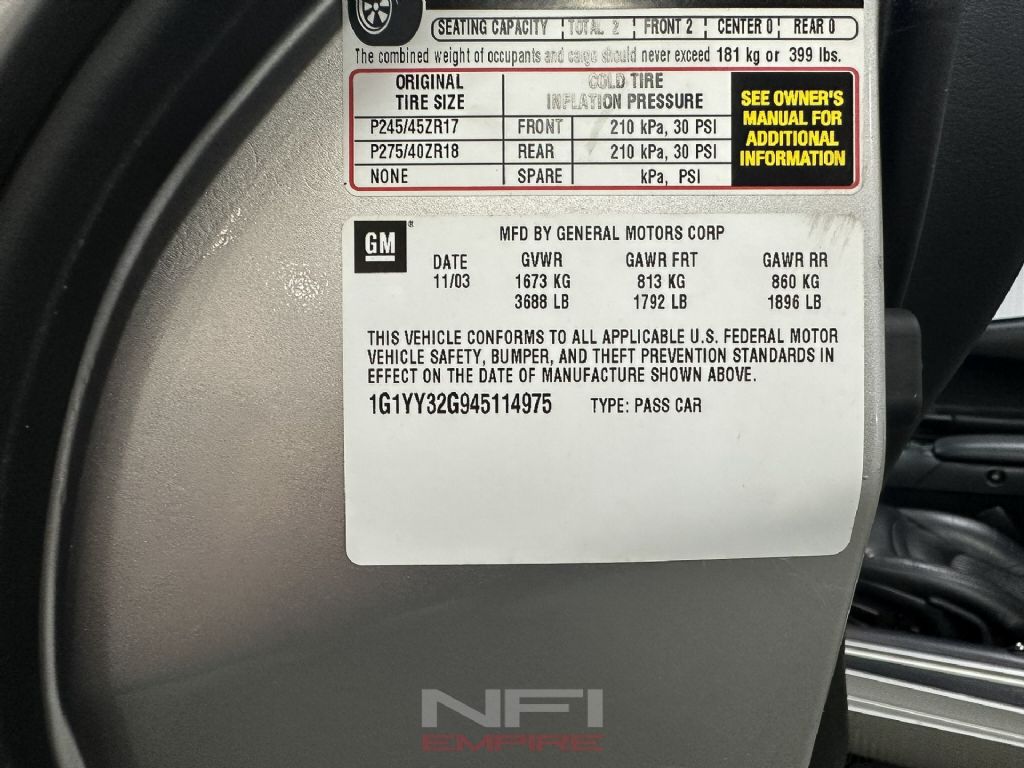 SEATING CAPACITY TOTAL 2 FRONT 2 CENTER 0 REAR 0
The combined weight of occupants and cargo should never exceed 181 kg or 399 lbs.
ORIGINAL TIRE SIZE
COLD TIRE INFLATION PRESSURE
P245/45ZR17 FRONT 210 kPa, 30 PSI
P275/40ZR18 REAR 210 kPa, 30 PSI
NONE SPARE kPa, PSI
SEE OWNER'S
MANUAL FOR
ADDITIONAL
INFORMATION
GM®
MFD BY GENERAL MOTORS CORP
DATE GVWR GAWR FRT GAWR RR
11/03 1673 KG 813 KG 860 KG
3688 LB 1792 LB 1896 LB
THIS VEHICLE CONFORMS TO ALL APPLICABLE U.S. FEDERAL MOTOR
VEHICLE SAFETY, BUMPER, AND THEFT PREVENTION STANDARDS IN
EFFECT ON THE DATE OF MANUFACTURE SHOWN ABOVE.
1G1YY32G945114975 TYPE: PASS CAR
NFI
EMPIRE